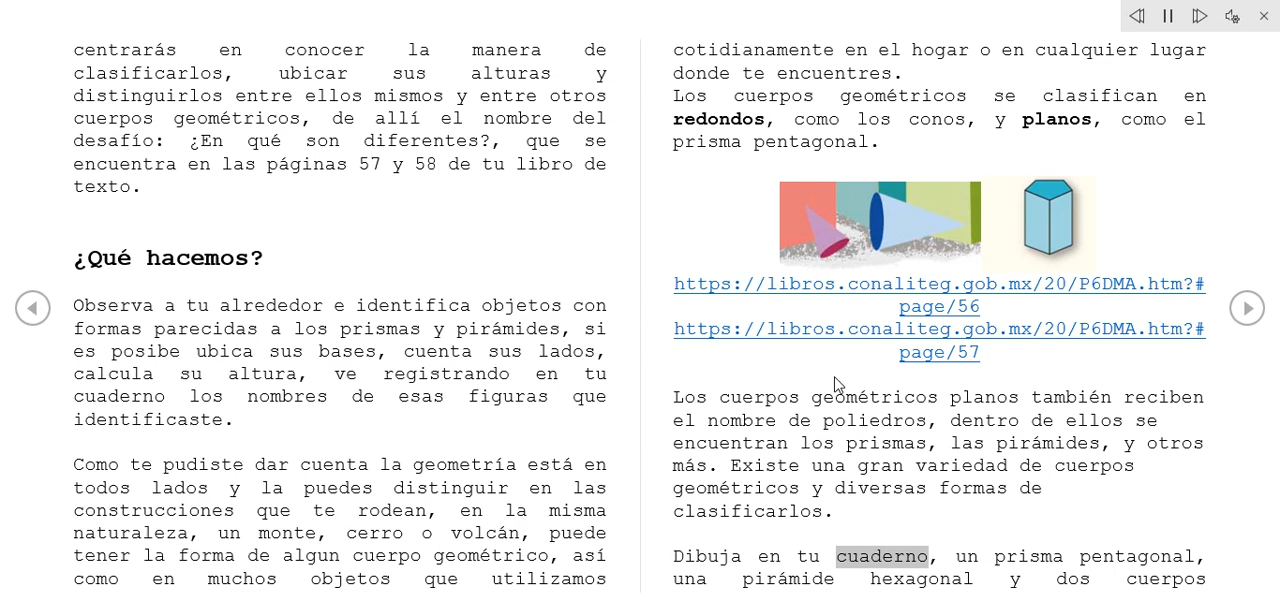 centrarás en conocer la manera de
clasificarlos, ubicar sus alturas y
distinguirlos entre ellos mismos y entre otros
cuerpos geométricos, de allí el nombre del
desafío: ¿En qué son diferentes?, que se
encuentra en las páginas 57 y 58 de tu libro de
texto.
¿Qué hacemos?
Observa a tu alrededor e identifica objetos con
formas parecidas a los prismas y pirámides, si
es posibe ubica sus bases, cuenta sus lados,
calcula su altura, ve registrando en tu
cuaderno los nombres de esas figuras que
identificaste.
Como te pudiste dar cuenta la geometría está en
todos lados y la puedes distinguir en las
construcciones que te rodean, en la misma
naturaleza, un monte, cerro o volcán, puede
tener la forma de algun cuerpo geométrico, así
como en muchos objetos que utilizamos
cotidianamente en el hogar o en cualquier lugar
donde te encuentres.
Los cuerpos geométricos se clasifican en
redondos, como los conos, y planos, como el
prisma pentagonal.
https://libros.conaliteg.gob.mx/20/P6DMA.htm?#
page/56
https://libros.conaliteg.gob.mx/20/P6DMA.htm?#
page/57
Los cuerpos geométricos planos también reciben
el nombre de poliedros, dentro de ellos se
encuentran los prismas, las pirámides, y otros
más. Existe una gran variedad de cuerpos
geométricos y diversas formas de
clasificarlos.
Dibuja en tu cuaderno, un prisma pentagonal,
una pirámide hexagonal y dos cuerpos